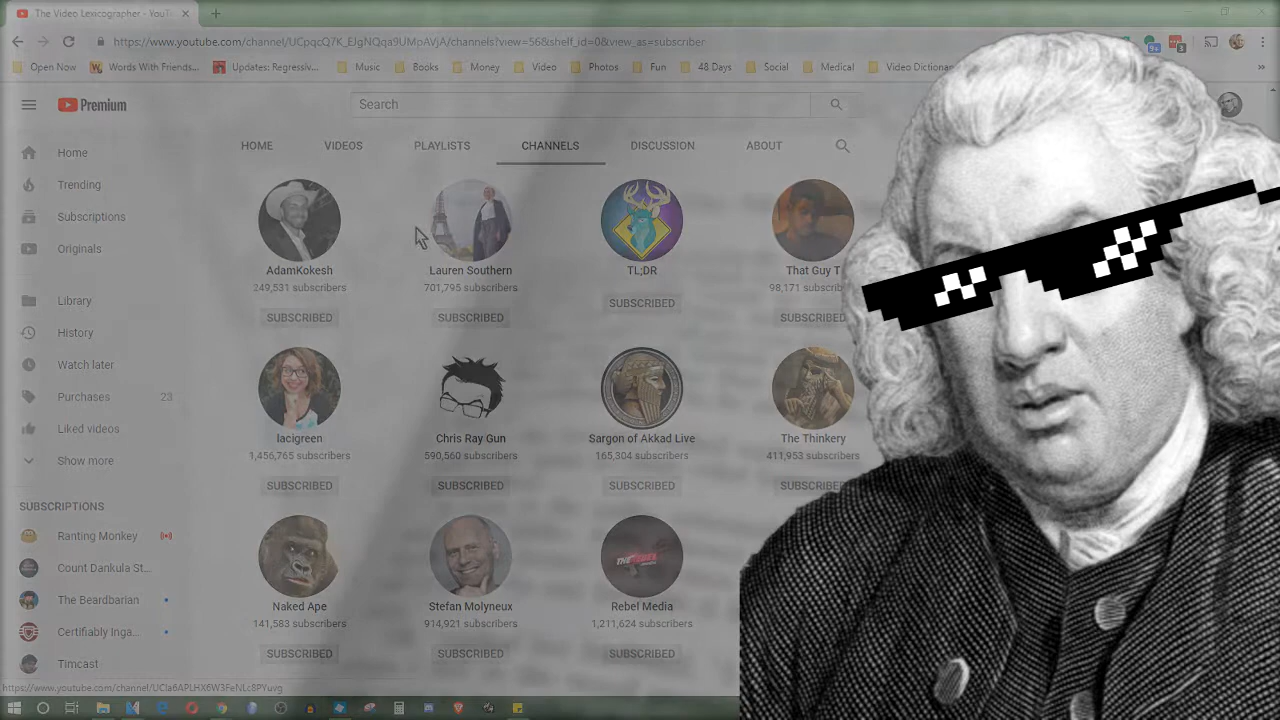 The Video Lexicographer - YouT
https://www.youtube.com/channel/UCpqcQ7K_EJgNQqa9UMoAVjA/channels?view=56&shelf_id=0&view_as=subscriber
9+ 3
Open Now Words With Friends... Updates: Regressiv... Music Books Money Video Photos Fun 48 Days Social Medical Video Dictionar
Premium Search
HOME VIDEOS PLAYLISTS CHANNELS DISCUSSION ABOUT
Home
Trending
Subscriptions
Originals
Library
History
Watch later
Purchases 23
Liked videos
Show more
SUBSCRIPTIONS
Ranting Monkey
Count Dankula St...
The Beardbarian
Certifiably Inga...
Timcast
AdamKokesh Lauren Southern TL;DR That Guy T
249,531 subscribers 701,795 subscribers 98,171 subscrib
SUBSCRIBED SUBSCRIBED SUBSCRIBED SUBSCRIBED
lacigreen Chris Ray Gun Sargon of Akkad Live The Thinkery
1,456,765 subscribers 590,560 subscribers 165,304 subscribers 411,953 subscribers
SUBSCRIBED SUBSCRIBED SUBSCRIBED SUBSCRIBED
Naked Ape Stefan Molyneux Rebel Media
141,583 subscribers 914,921 subscribers 1,211,624 subscribers
SUBSCRIBED SUBSCRIBED SUBSCRIBED
https://www.youtube.com/channel/UCla6APLHX6W3FeNLc8PYuvg